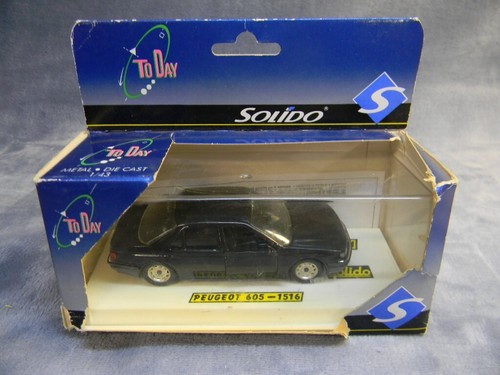 TO DAY
SOLIDO®
S
TO DAY
METAL • DIE CAST
1/43
TO DAY
Solido
PEUGEOT 605-1516
S